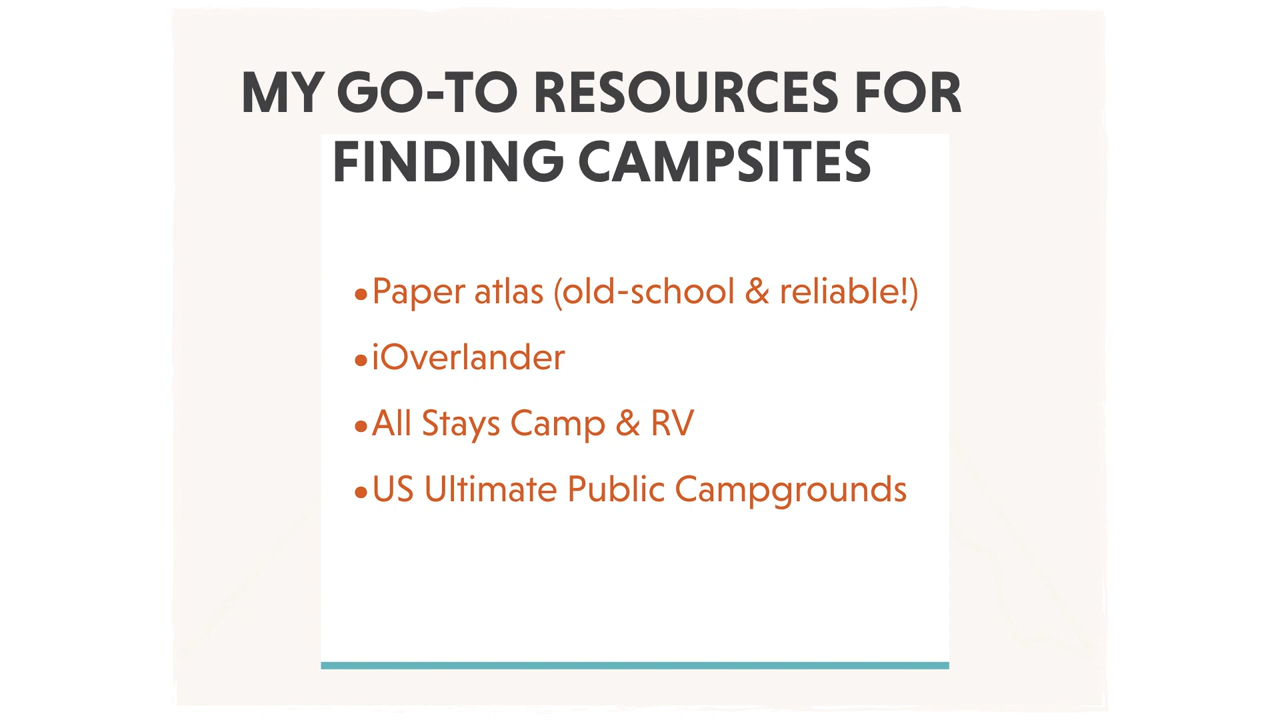 MY GO-TO RESOURCES FOR
FINDING CAMPSITES
•Paper atlas (old-school & reliable!)
•iOverlander
•All Stays Camp & RV
•US Ultimate Public Campgrounds